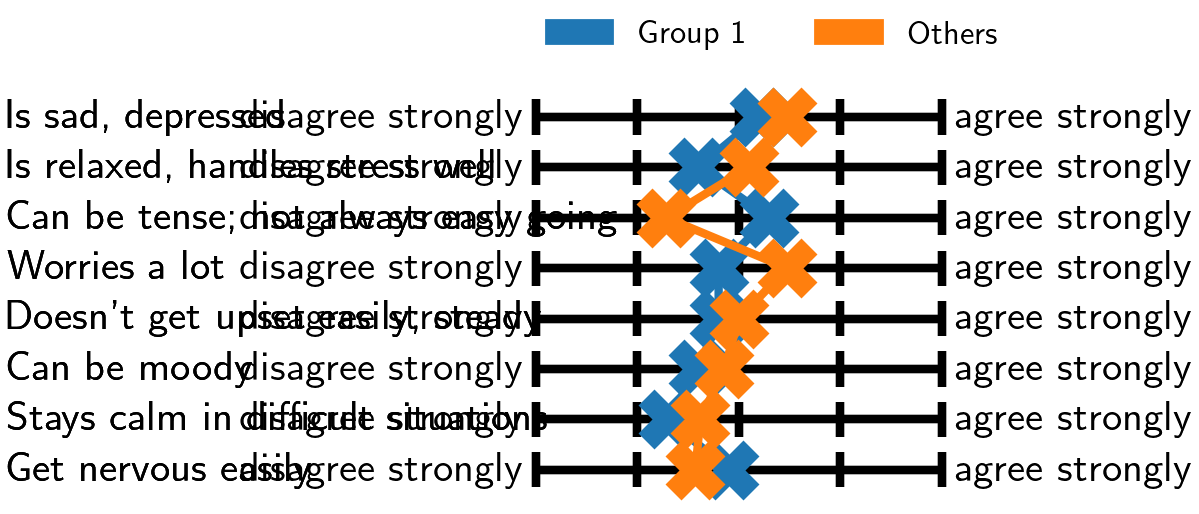 Group 1 Others
Is sad, depressed disagree strongly agree strongly
Is relaxed, handles stress well disagree strongly agree strongly
Can be tense; not always easy going disagree strongly agree strongly
Worries a lot disagree strongly agree strongly
Doesn't get upset easily, steady disagree strongly agree strongly
Can be moody disagree strongly agree strongly
Stays calm in difficult situations disagree strongly agree strongly
Get nervous easily disagree strongly agree strongly